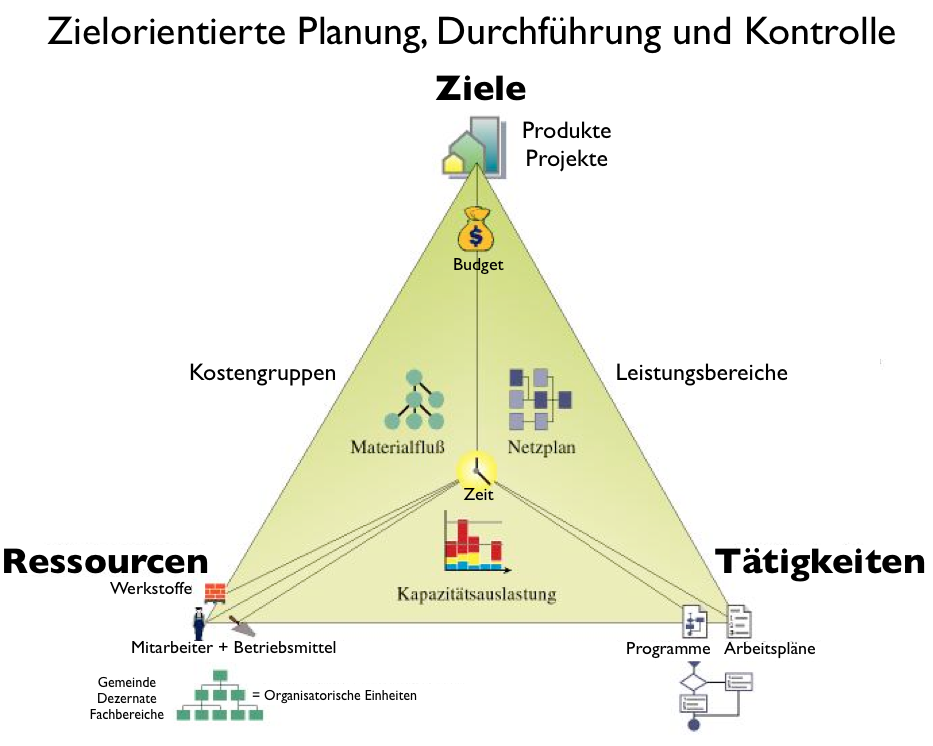 Zielorientierte Planung, Durchführung und Kontrolle
Ziele
Produkte
Projekte
$
Budget
Kostengruppen
Leistungsbereiche
Materialfluß
Netzplan
Zeit
Ressourcen
Tätigkeiten
Werkstoffe
Kapazitätsauslastung
Mitarbeiter + Betriebsmittel
Programme
Arbeitspläne
Gemeinde
Dezernate
Fachbereiche
= Organisatorische Einheiten